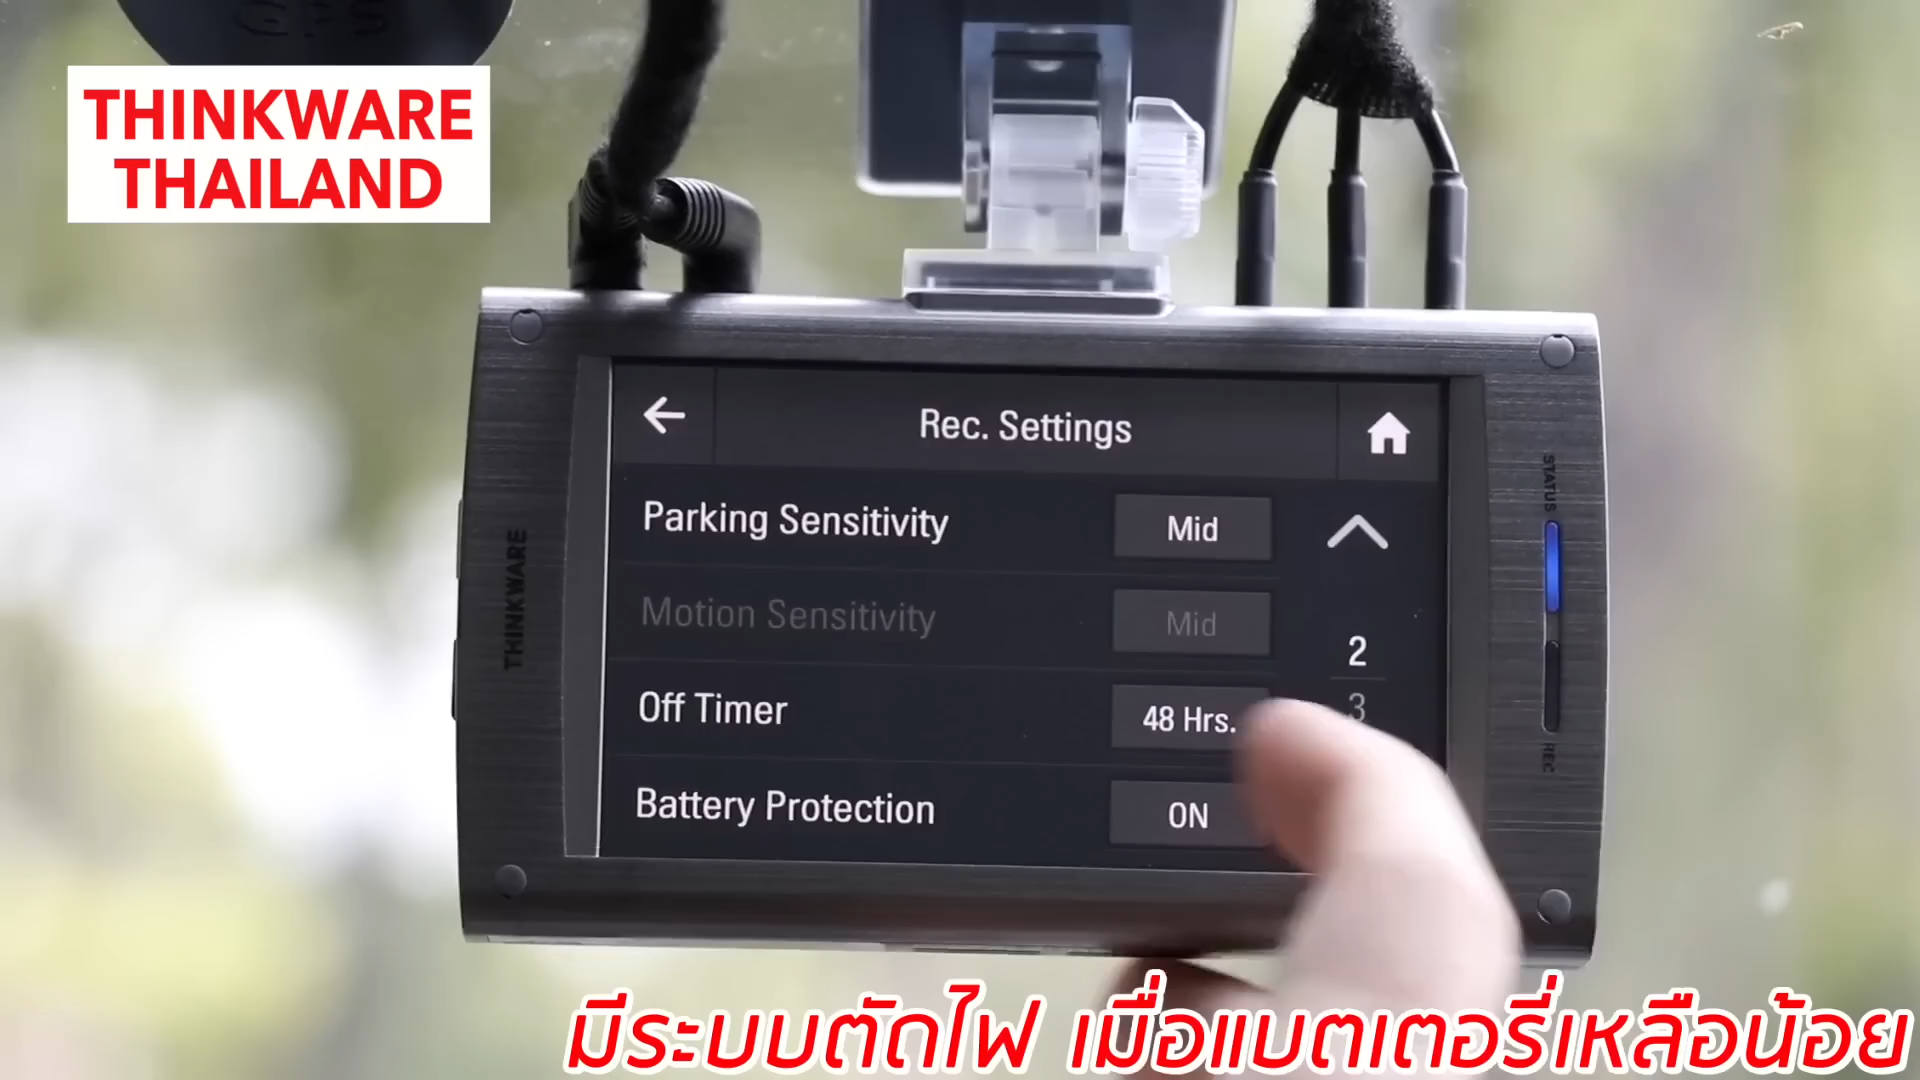 THINKWARE
THAILAND
Rec. Settings
Parking Sensitivity
Mid
Motion Sensitivity
Mid
Off Timer
48 Hrs.
Battery Protection
ON
2
3
THINKWARE
STATUS
REC
มีระบบตัดไฟ เมื่อแบตเตอรี่เหลือน้อย